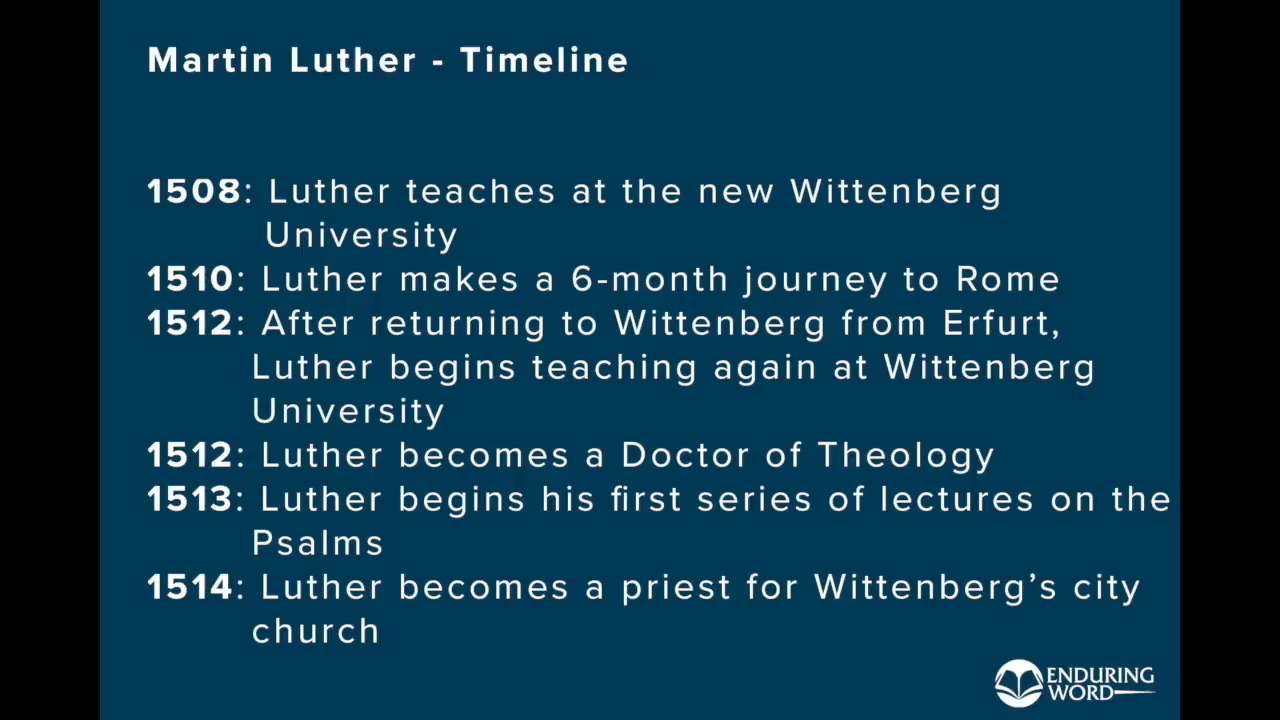 Martin Luther - Timeline
1508: Luther teaches at the new Wittenberg
University
1510: Luther makes a 6-month journey to Rome
1512: After returning to Wittenberg from Erfurt,
Luther begins teaching again at Wittenberg
University
1512: Luther becomes a Doctor of Theology
1513: Luther begins his first series of lectures on the
Psalms
1514: Luther becomes a priest for Wittenberg’s city
church
ENDURING
WORD